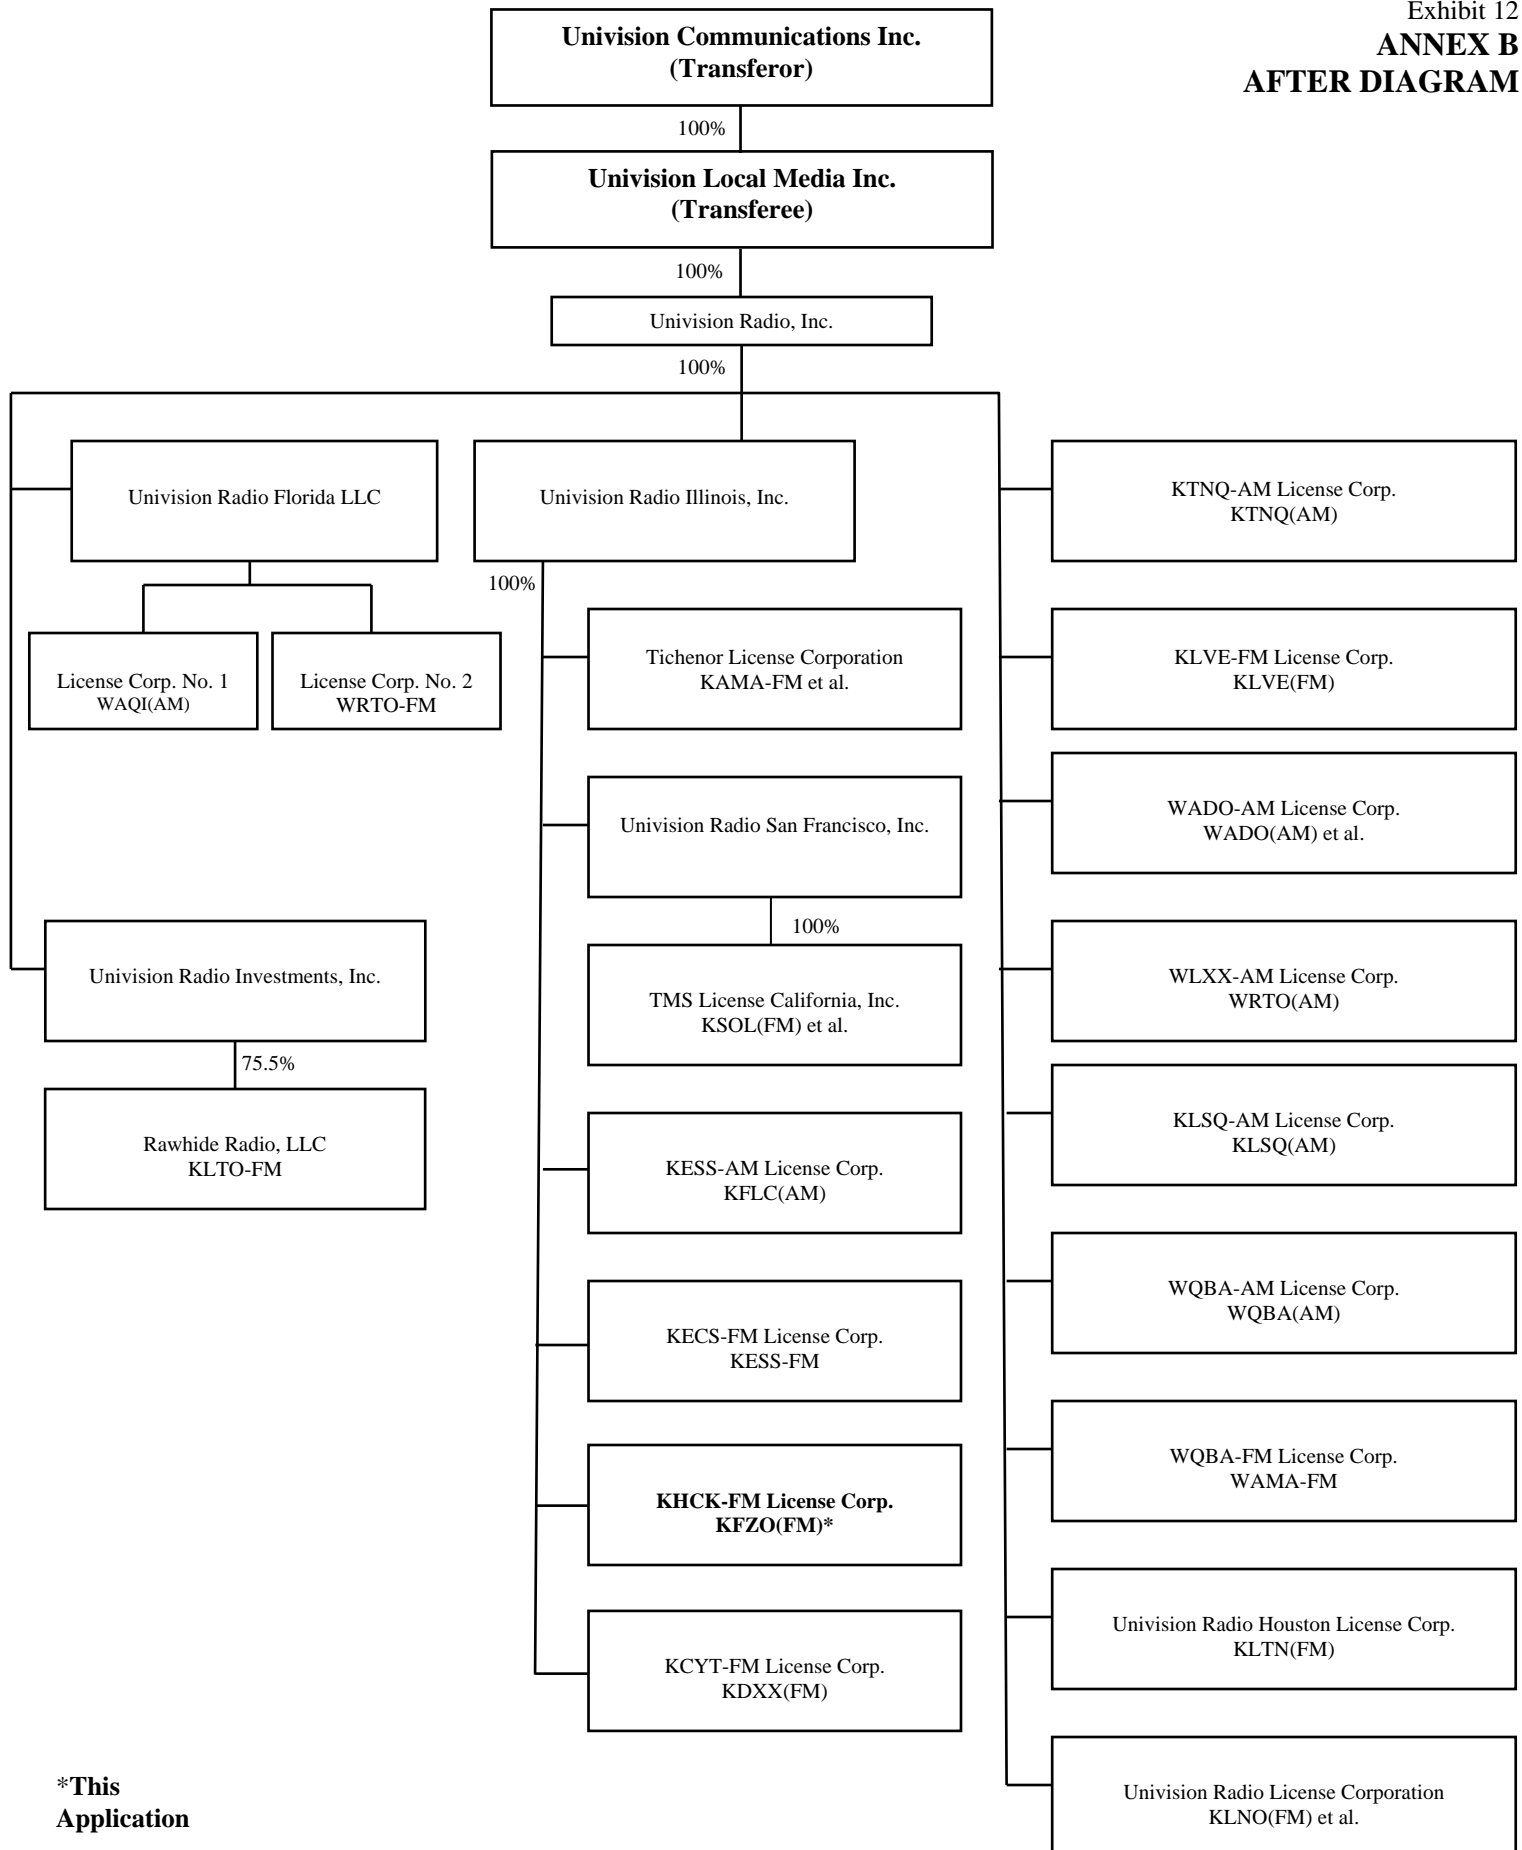 Exhibit 12
ANNEX B
AFTER DIAGRAM
Univision Communications Inc.
(Transferor)
100%
Univision Local Media Inc.
(Transferee)
100%
Univision Radio, Inc.
100%
Univision Radio Florida LLC
License Corp. No. 1
WAQI(AM)
License Corp. No. 2
WRTO-FM
Univision Radio Investments, Inc.
75.5%
Rawhide Radio, LLC
KLTO-FM
Univision Radio Illinois, Inc.
100%
Tichenor License Corporation
KAMA-FM et al.
Univision Radio San Francisco, Inc.
100%
TMS License California, Inc.
KSOL(FM) et al.
KESS-AM License Corp.
KFLC(AM)
KECS-FM License Corp.
KESS-FM
KHCK-FM License Corp.
KFZO(FM)*
KCYT-FM License Corp.
KDXX(FM)
KTNQ-AM License Corp.
KTNQ(AM)
KLVE-FM License Corp.
KLVE(FM)
WADO-AM License Corp.
WADO(AM) et al.
WLXX-AM License Corp.
WRTO(AM)
KLSQ-AM License Corp.
KLSQ(AM)
WQBA-AM License Corp.
WQBA(AM)
WQBA-FM License Corp.
WAMA-FM
Univision Radio Houston License Corp.
KLTN(FM)
Univision Radio License Corporation
KLNO(FM) et al.
*This
Application